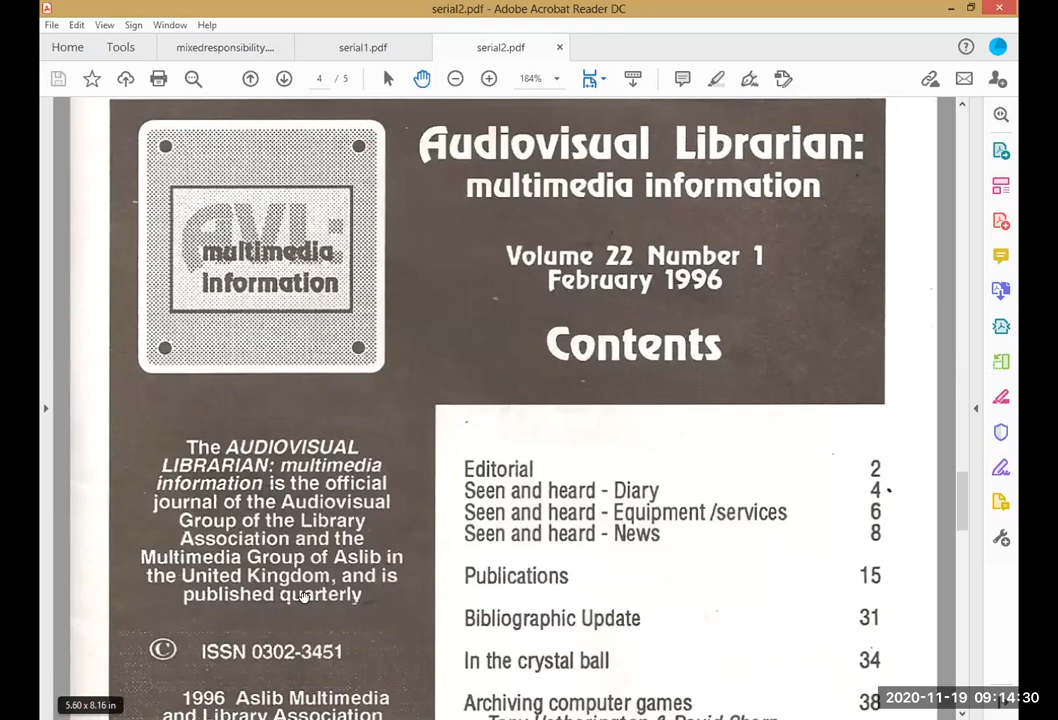 serial2.pdf - Adobe Acrobat Reader DC
File Edit View Sign Window Help
Home Tools mixedresponsibility.... serial1.pdf serial2.pdf ×
4 / 5 184%
AVL:
multimedia
information
Audiovisual Librarian:
multimedia information
Volume 22 Number 1
February 1996
Contents
The AUDIOVISUAL
LIBRARIAN: multimedia
information is the official
journal of the Audiovisual
Group of the Library
Association and the
Multimedia Group of Aslib in
the United Kingdom, and is
published quarterly
© ISSN 0302-3451
1996 Aslib Multimedia
and Library Association
Editorial 2
Seen and heard - Diary 4
Seen and heard - Equipment /services 6
Seen and heard - News 8
Publications 15
Bibliographic Update 31
In the crystal ball 34
Archiving computer games 38
5.60 x 8.16 in
2020-11-19 09:14:30